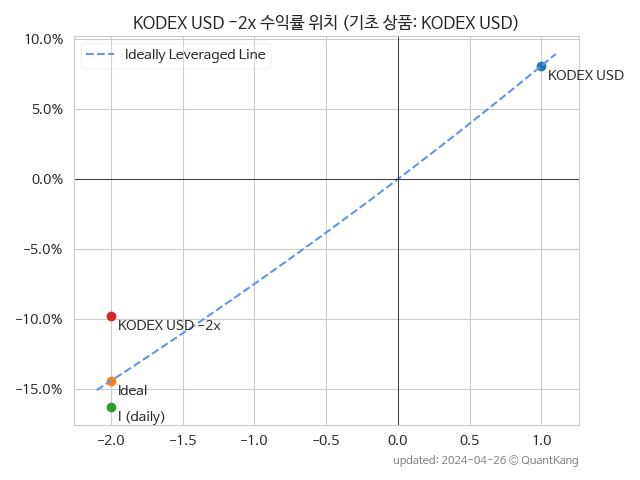 KODEX USD -2x 수익률 위치 (기초 상품: KODEX USD)
10.0%
5.0%
0.0%
-5.0%
-10.0%
-15.0%
Ideally Leveraged Line
KODEX USD
KODEX USD -2x
Ideal
I (daily)
-2.0 -1.5 -1.0 -0.5 0.0 0.5 1.0
updated: 2024-04-26 © QuantKang